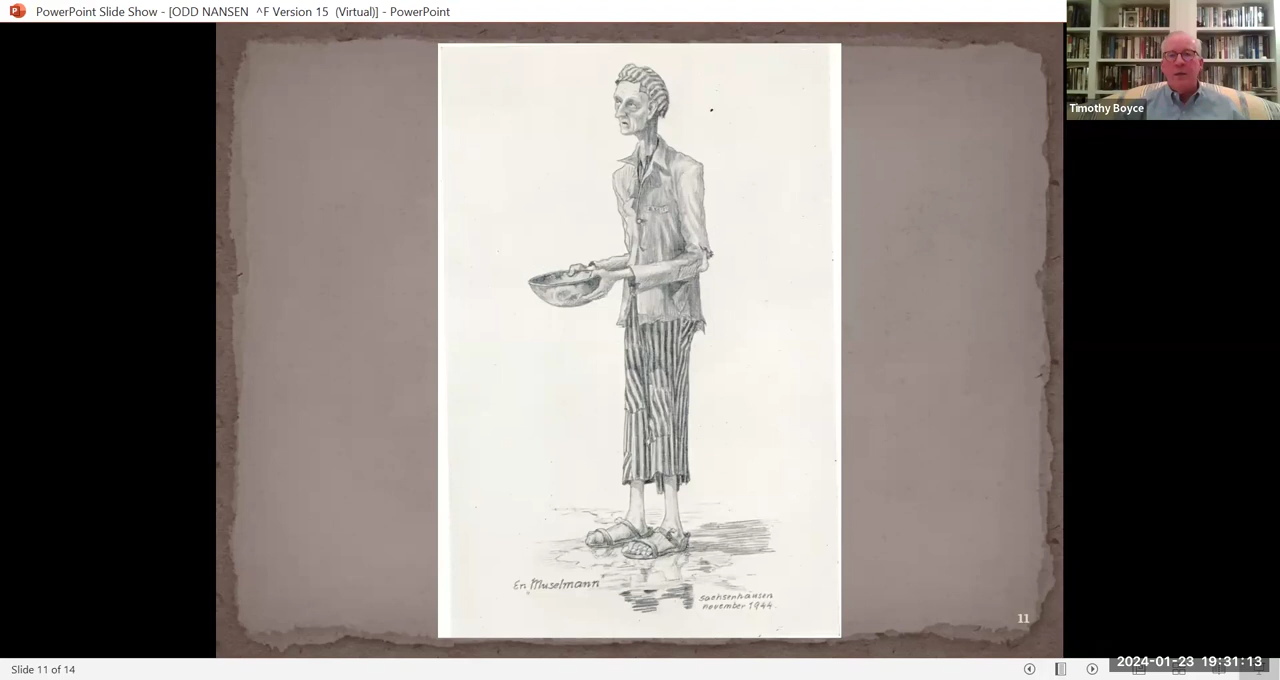 PowerPoint Slide Show - [ODD NANSEN ^F Version 15 (Virtual)] - PowerPoint
Timothy Boyce
En Muselmann
Sachsenhausen
november 1944.
11
Slide 11 of 14
2024-01-23 19:31:13